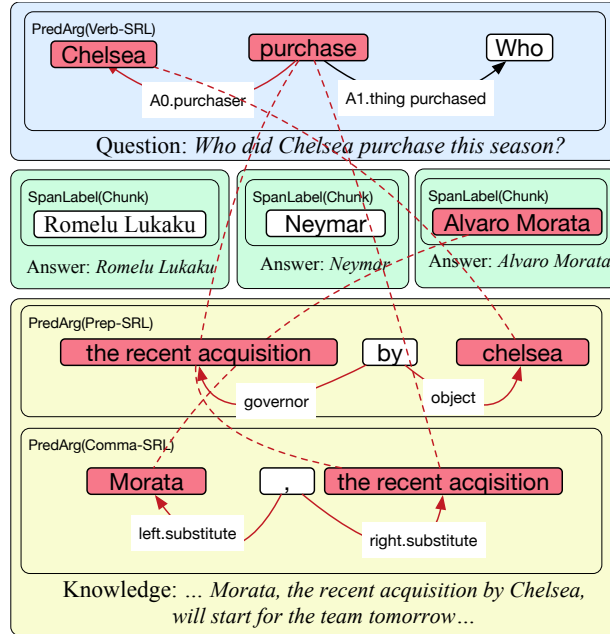 PredArg(Verb-SRL)
Chelsea purchase Who
A0.purchaser A1.thing purchased
Question: Who did Chelsea purchase this season?
SpanLabel(Chunk)
Romelu Lukaku
Answer: Romelu Lukaku
SpanLabel(Chunk)
Neymar
Answer: Neymar
SpanLabel(Chunk)
Alvaro Morata
Answer: Alvaro Morata
PredArg(Prep-SRL)
the recent acquisition by chelsea
governor object
PredArg(Comma-SRL)
Morata , the recent acqisition
left.substitute right.substitute
Knowledge: ... Morata, the recent acquisition by Chelsea,
will start for the team tomorrow...